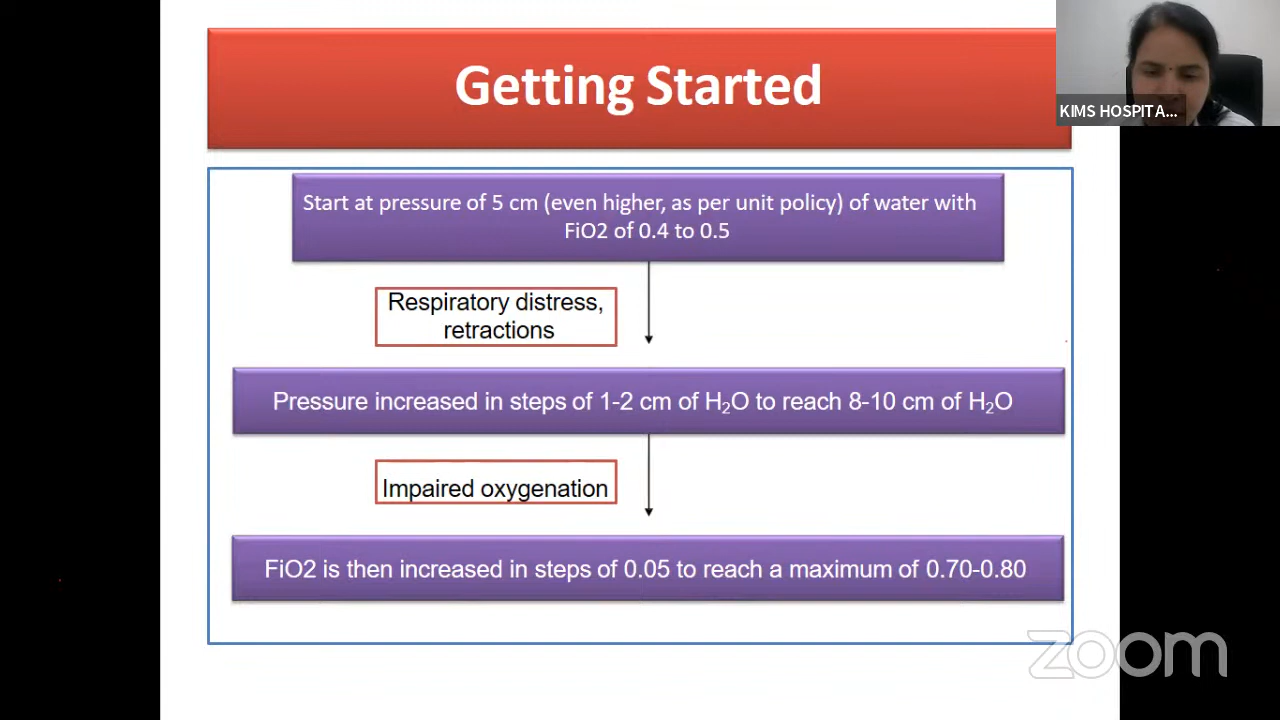 Getting Started
KIMS HOSPITA...
Start at pressure of 5 cm (even higher, as per unit policy) of water with
FiO2 of 0.4 to 0.5
Respiratory distress,
retractions
Pressure increased in steps of 1-2 cm of H₂O to reach 8-10 cm of H₂O
Impaired oxygenation
FiO2 is then increased in steps of 0.05 to reach a maximum of 0.70-0.80
zoom